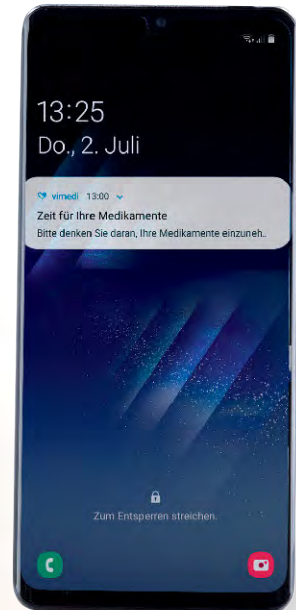 13:25
Do., 2. Juli
vimedi 13:00
Zeit für Ihre Medikamente
Bitte denken Sie daran, Ihre Medikamente einzuneh..
Zum Entsperren streichen.